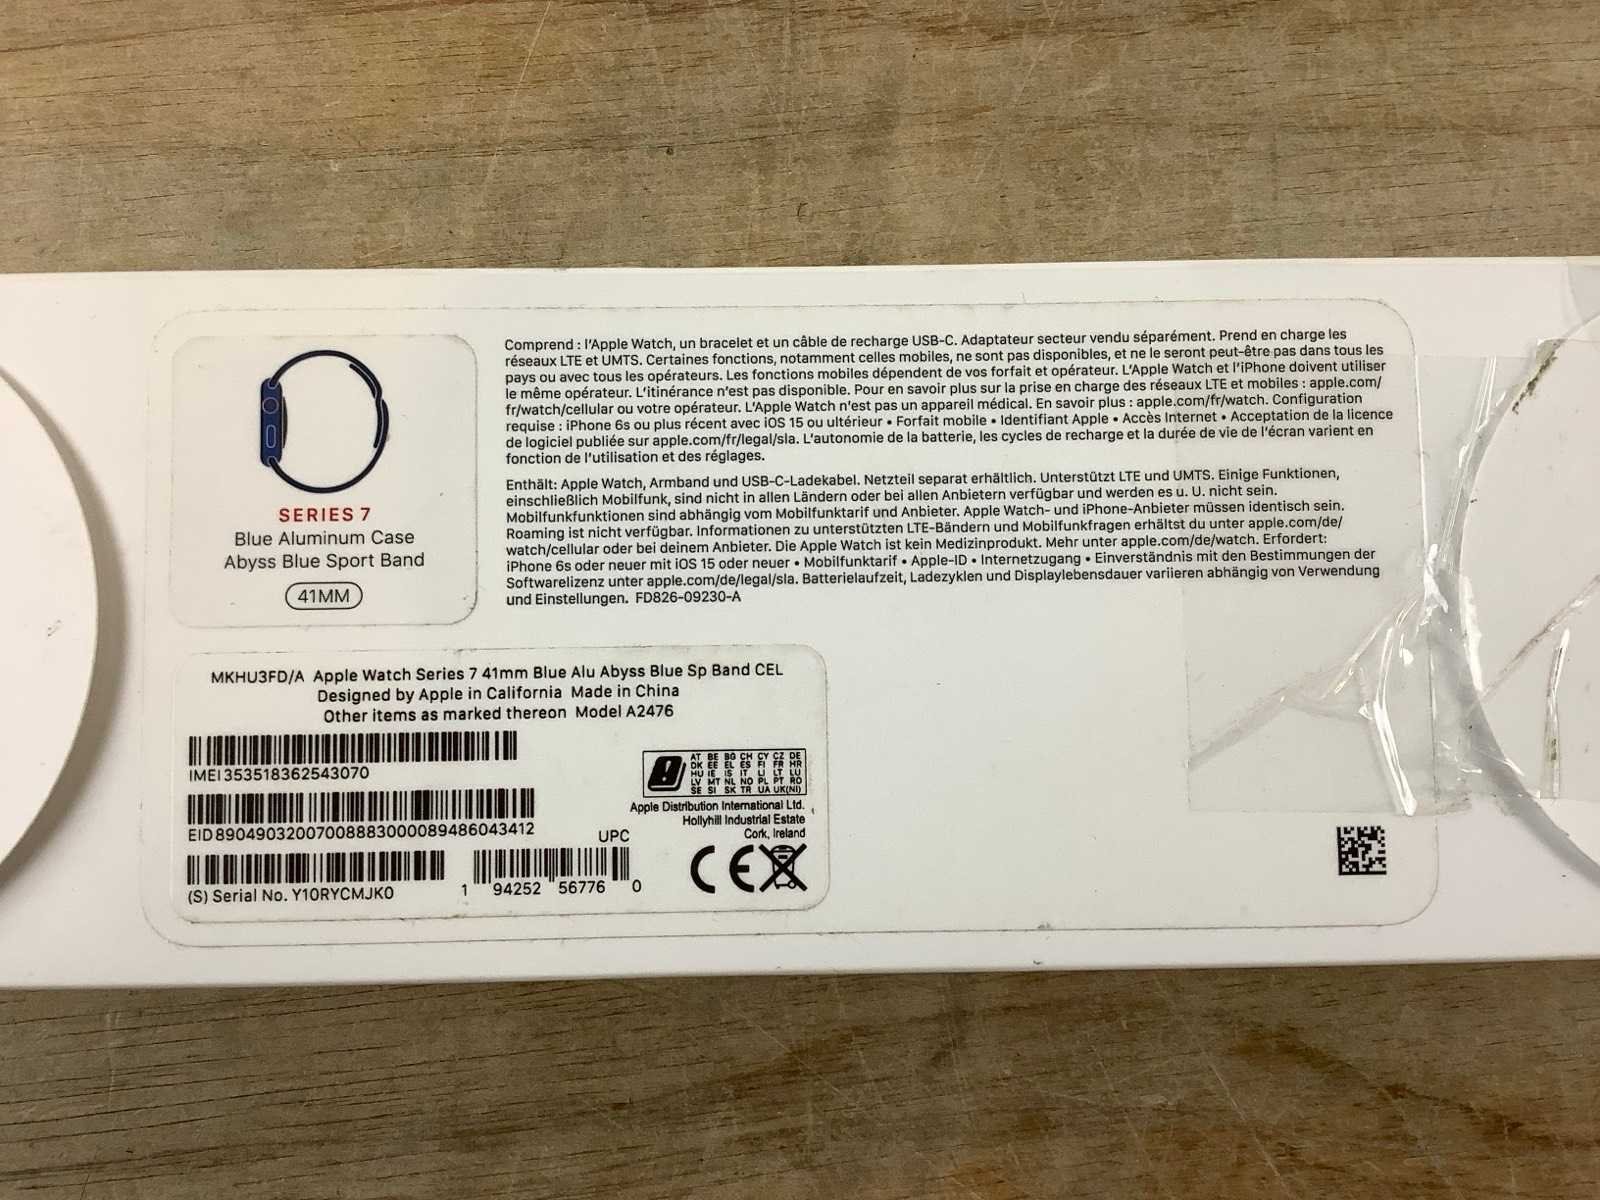 SERIES 7
Blue Aluminum Case
Abyss Blue Sport Band
41MM
Comprend : l'Apple Watch, un bracelet et un câble de recharge USB-C. Adaptateur secteur vendu séparément. Prend en charge les
réseaux LTE et UMTS. Certaines fonctions, notamment celles mobiles, ne sont pas disponibles, et ne le seront peut-être pas dans tous les
pays ou avec tous les opérateurs. Les fonctions mobiles dépendent de vos forfait et opérateur. L'Apple Watch et l'iPhone doivent utiliser
le même opérateur. L'itinérance n'est pas disponible. Pour en savoir plus sur la prise en charge des réseaux LTE et mobiles : apple.com/
fr/watch/cellular ou votre opérateur. L'Apple Watch n'est pas un appareil médical. En savoir plus : apple.com/fr/watch. Configuration
requise : iPhone 6s ou plus récent avec iOS 15 ou ultérieur • Forfait mobile • Identifiant Apple • Accès Internet • Acceptation de la licence
de logiciel publiée sur apple.com/fr/legal/sla. L'autonomie de la batterie, les cycles de recharge et la durée de vie de l'écran varient en
fonction de l'utilisation et des réglages.
Enthält: Apple Watch, Armband und USB-C-Ladekabel. Netzteil separat erhältlich. Unterstützt LTE und UMTS. Einige Funktionen,
einschließlich Mobilfunk, sind nicht in allen Ländern oder bei allen Anbietern verfügbar und werden es u. U. nicht sein.
Mobilfunkfunktionen sind abhängig vom Mobilfunktarif und Anbieter. Apple Watch- und iPhone-Anbieter müssen identisch sein.
Roaming ist nicht verfügbar. Informationen zu unterstützten LTE-Bändern und Mobilfunkfragen erhältst du unter apple.com/de/
watch/cellular oder bei deinem Anbieter. Die Apple Watch ist kein Medizinprodukt. Mehr unter apple.com/de/watch. Erfordert:
iPhone 6s oder neuer mit iOS 15 oder neuer • Mobilfunktarif • Apple-ID • Internetzugang • Einverständnis mit den Bestimmungen der
Softwarelizenz unter apple.com/de/legal/sla. Batterielaufzeit, Ladezyklen und Displaylebensdauer variieren abhängig von Verwendung
und Einstellungen. FD826-09230-A
MKHU3FD/A Apple Watch Series 7 41mm Blue Alu Abyss Blue Sp Band CEL
Designed by Apple in California Made in China
Other items as marked thereon Model A2476
IMEI 353518362543070
EID 89049032007008883000089486043412
(S) Serial No. Y10RYCMJK0
UPC
1 94252 56776 0
AT BE BG CH CY CZ DE
DK EE EL ES FI FR HR
HU IE IS IT LI LT LU
LV MT NL NO PL PT RO
SE SI SK TR UA UK(NI)
Apple Distribution International Ltd.
Hollyhill Industrial Estate
Cork, Ireland
CE